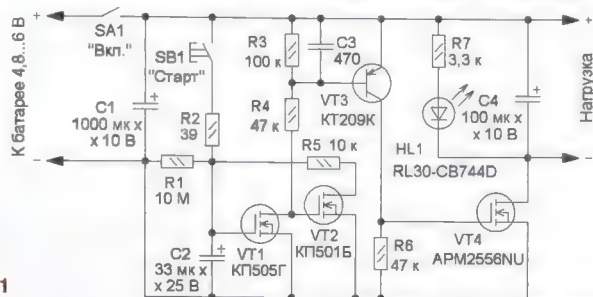 К батарее 4,8...6 В
+
SA1
"Вкл."
SB1
"Старт"
C1
1000 мк х
х 10 В
R2
39
R3
100 к
C3
470
R4
47 к
VT3
КТ209К
R7
3,3 к
C4
100 мк х
х 10 В
+
Нагрузка
HL1
RL30-CB744D
-
-
R1
10 М
R5 10 к
C2
33 мк х
х 25 В
VT1
КП505Г
VT2
КП501Б
R6
47 к
VT4
APM2556NU
1